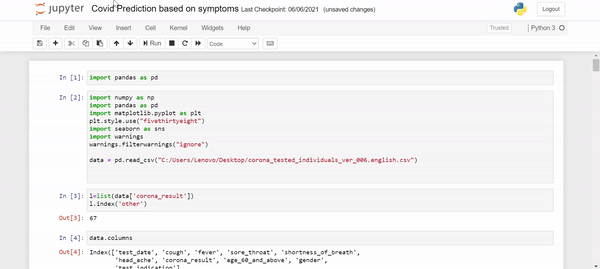 jupyter Covid Prediction based on symptoms Last Checkpoint: 06/06/2021 (unsaved changes) Logout
File Edit View Insert Cell Kernel Widgets Help Trusted Python 3
Run Code
In [1]: import pandas as pd
In [2]: import numpy as np
import pandas as pd
import matplotlib.pyplot as plt
plt.style.use("fivethirtyeight")
import seaborn as sns
import warnings
warnings.filterwarnings("ignore")
data = pd.read_csv("C:/Users/Lenovo/Desktop/corona_tested_individuals_ver_006.english.csv")
In [3]: l=list(data['corona_result'])
l.index('other')
Out[3]: 67
In [4]: data.columns
Out[4]: Index(['test_date', 'cough', 'fever', 'sore_throat', 'shortness_of_breath',
'head_ache', 'corona_result', 'age_60_and_above', 'gender',
'test_indication'],